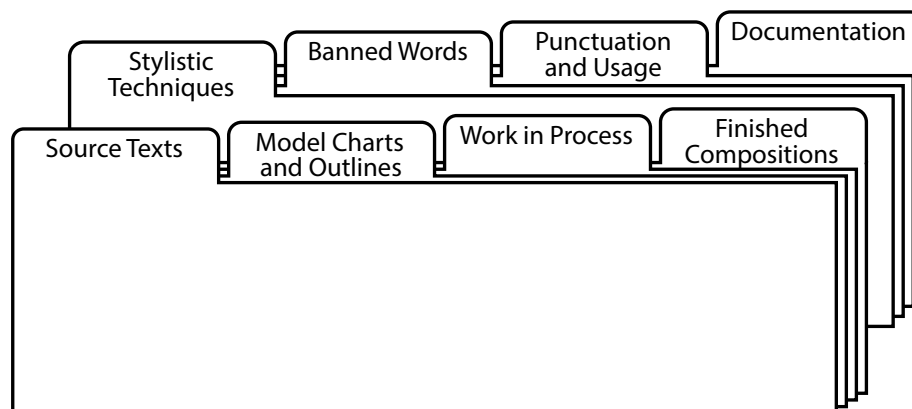 Stylistic
Techniques
Banned Words
Punctuation
and Usage
Documentation
Source Texts
Model Charts
and Outlines
Work in Process
Finished
Compositions